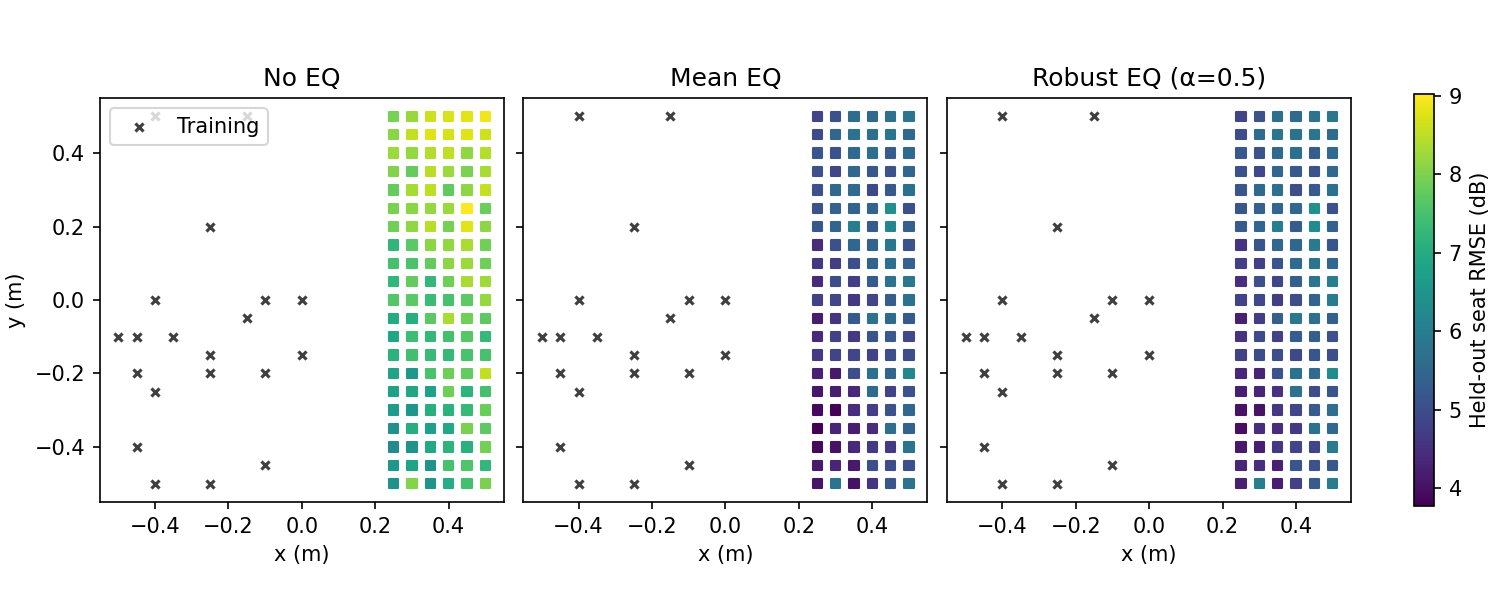 No EQ
Mean EQ
Robust EQ (α=0.5)
Training
y (m)
0.4
0.2
0.0
−0.2
−0.4
−0.4 −0.2 0.0 0.2 0.4
x (m)
−0.4 −0.2 0.0 0.2 0.4
x (m)
−0.4 −0.2 0.0 0.2 0.4
x (m)
9
8
7
6
5
4
Held-out seat RMSE (dB)